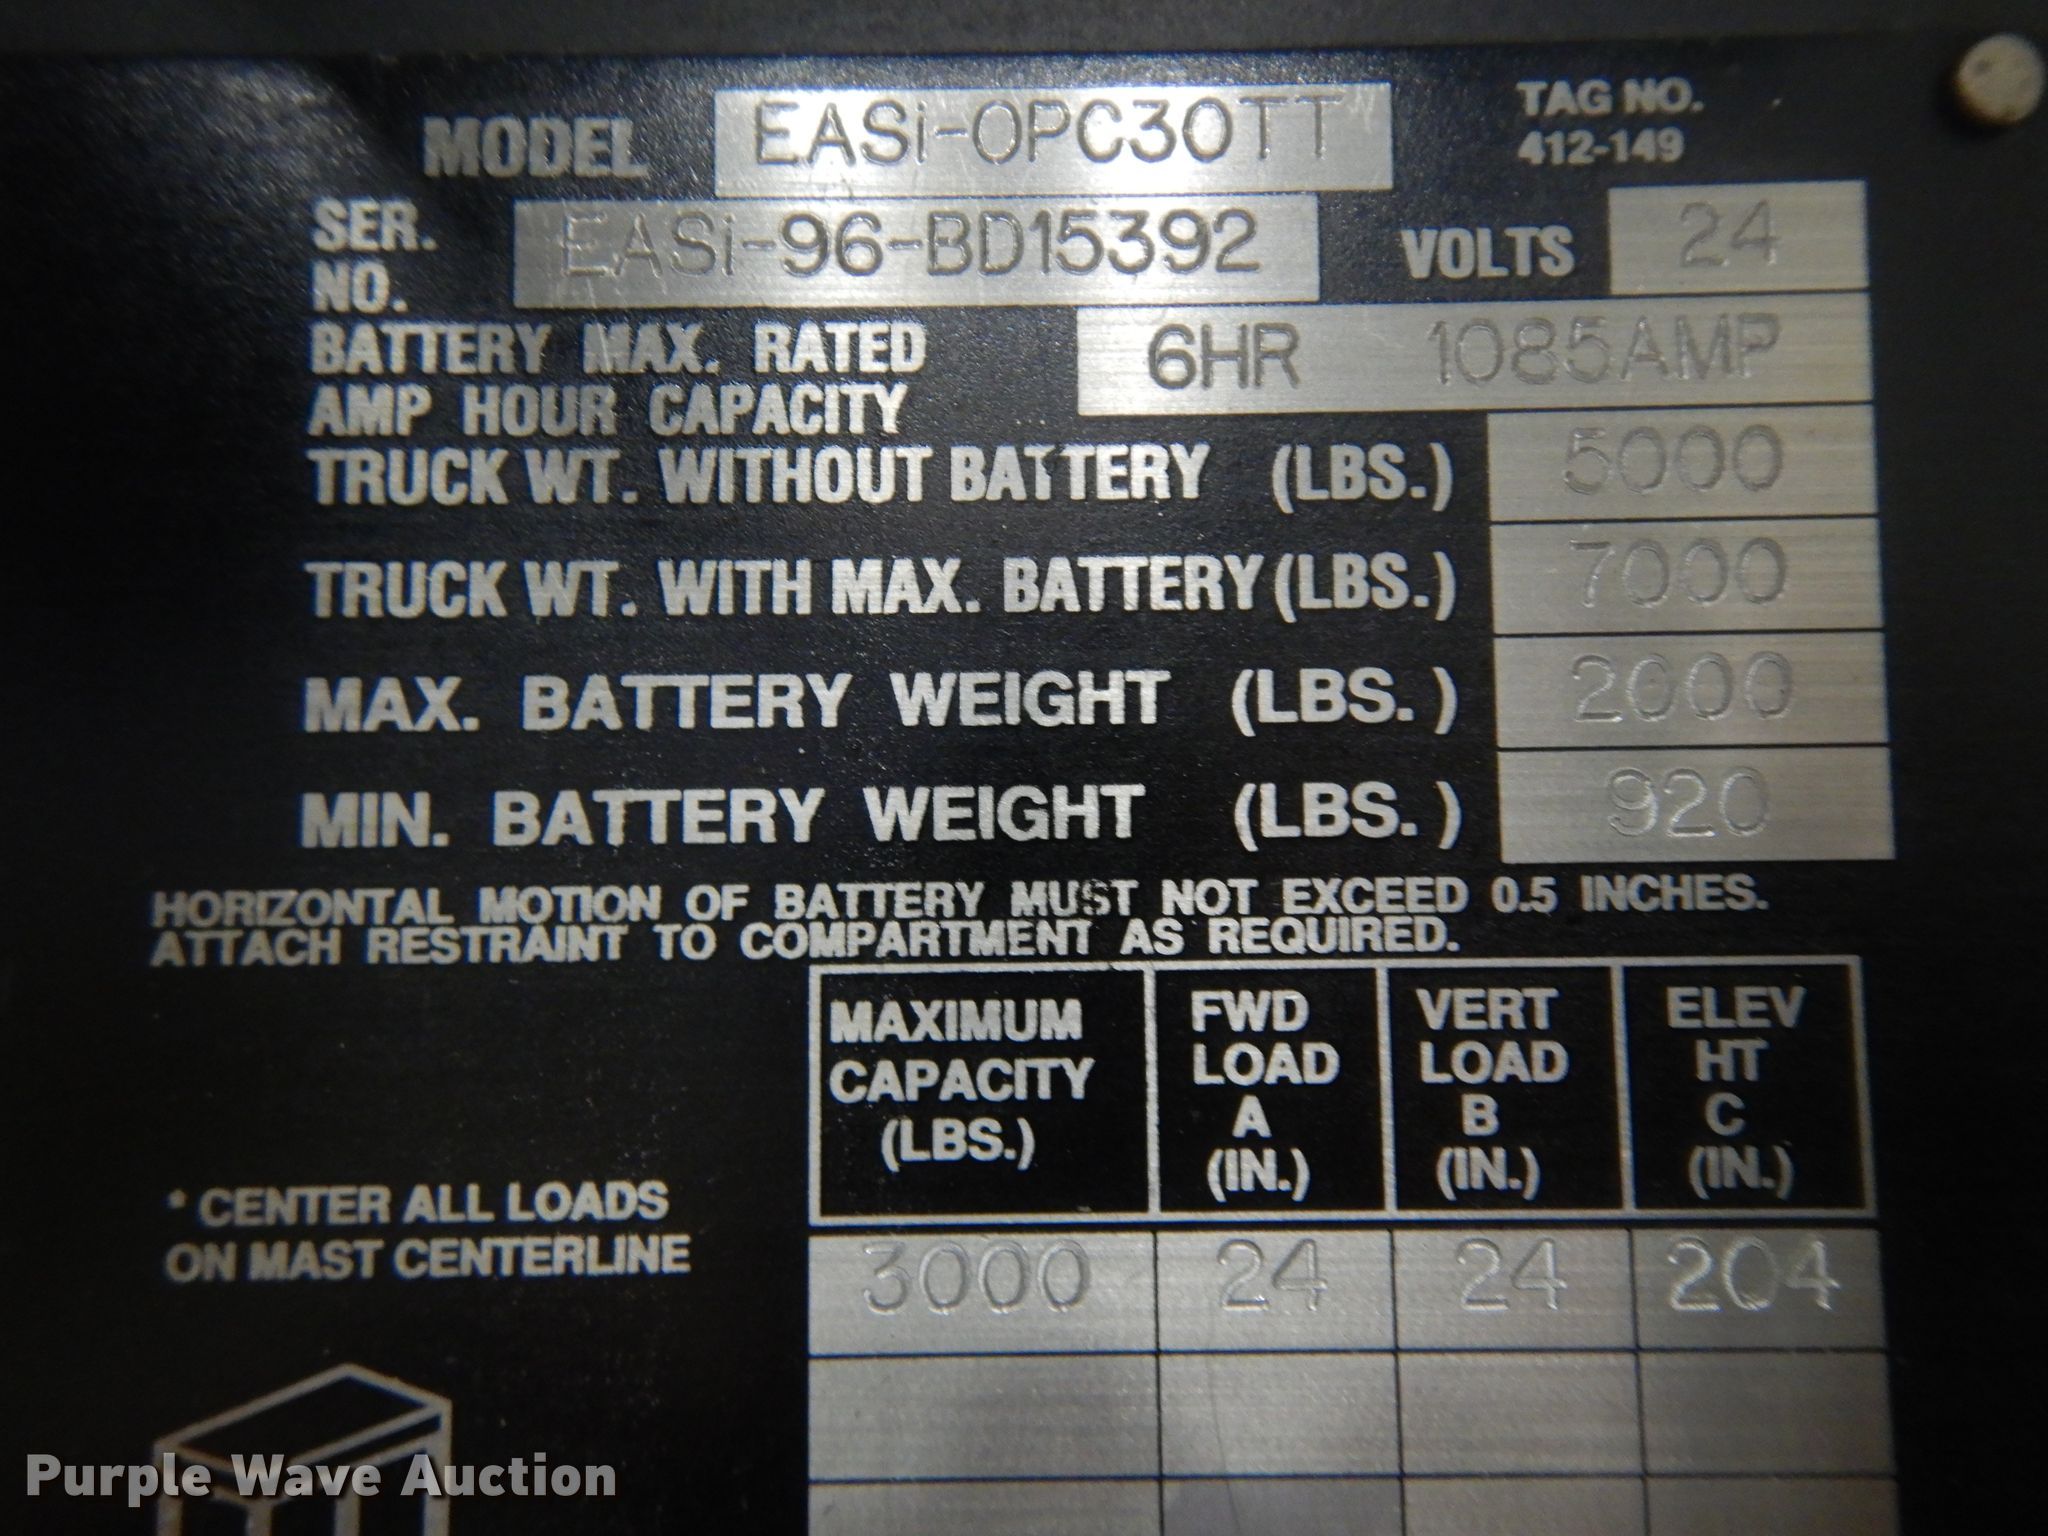 MODEL EASi-OPC30TT
TAG NO.
412-149
SER.
NO.
EASi-96-BD15392
VOLTS 24
BATTERY MAX. RATED
AMP HOUR CAPACITY
6HR 1085AMP
TRUCK WT. WITHOUT BATTERY (LBS.) 5000
TRUCK WT. WITH MAX. BATTERY (LBS.) 7000
MAX. BATTERY WEIGHT (LBS.) 2000
MIN. BATTERY WEIGHT (LBS.) 920
HORIZONTAL MOTION OF BATTERY MUST NOT EXCEED 0.5 INCHES.
ATTACH RESTRAINT TO COMPARTMENT AS REQUIRED.
MAXIMUM
CAPACITY
(LBS.)
FWD
LOAD
A
(IN.)
VERT
LOAD
B
(IN.)
ELEV
HT
C
(IN.)
* CENTER ALL LOADS
ON MAST CENTERLINE
3000 24 24 204
Purple Wave Auction